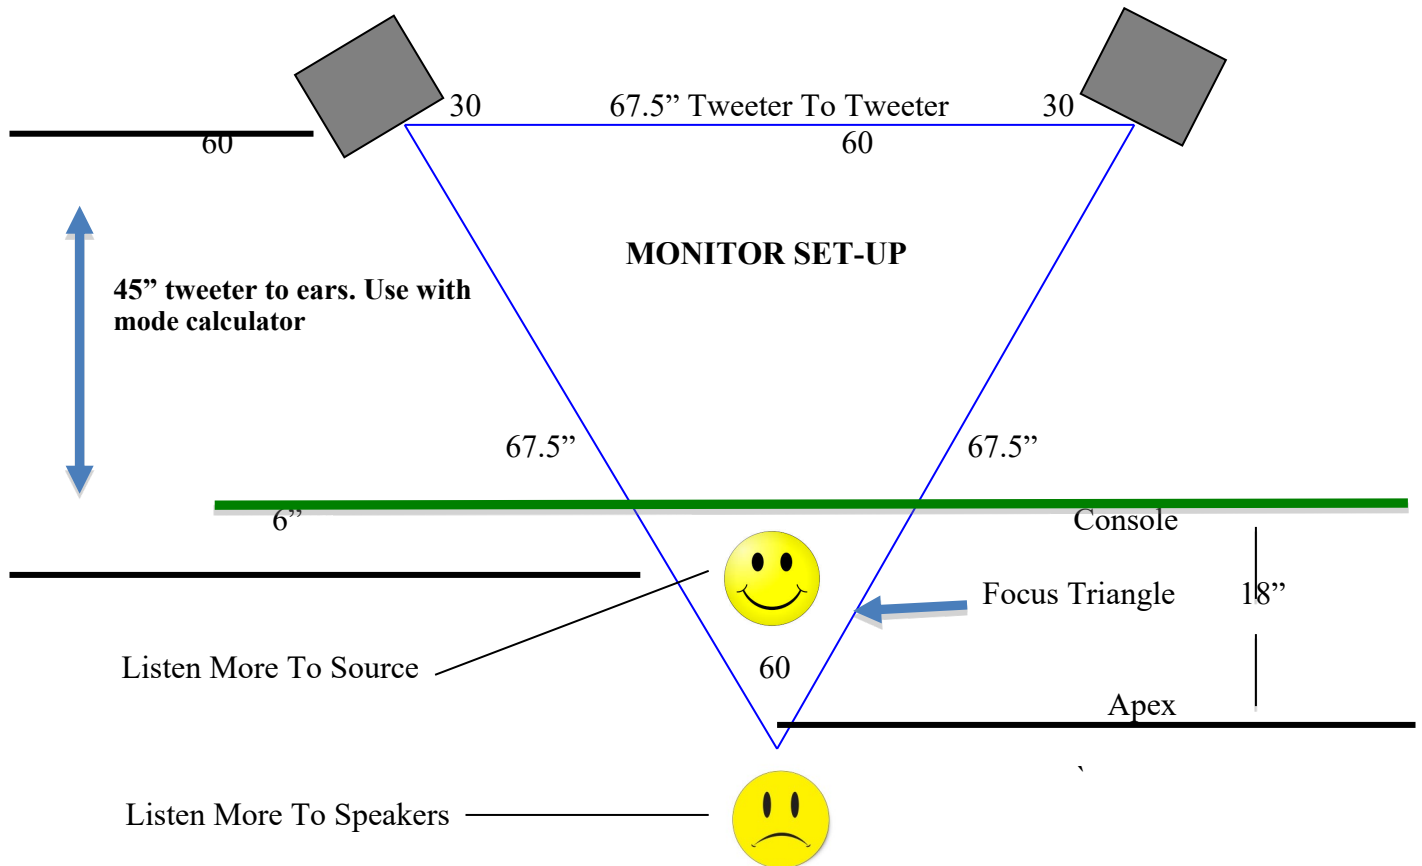 30
67.5” Tweeter To Tweeter
30
60
60
MONITOR SET-UP
45” tweeter to ears. Use with
mode calculator
67.5”
67.5”
6”
Console
Focus Triangle
18”
Listen More To Source
60
Apex
`
Listen More To Speakers